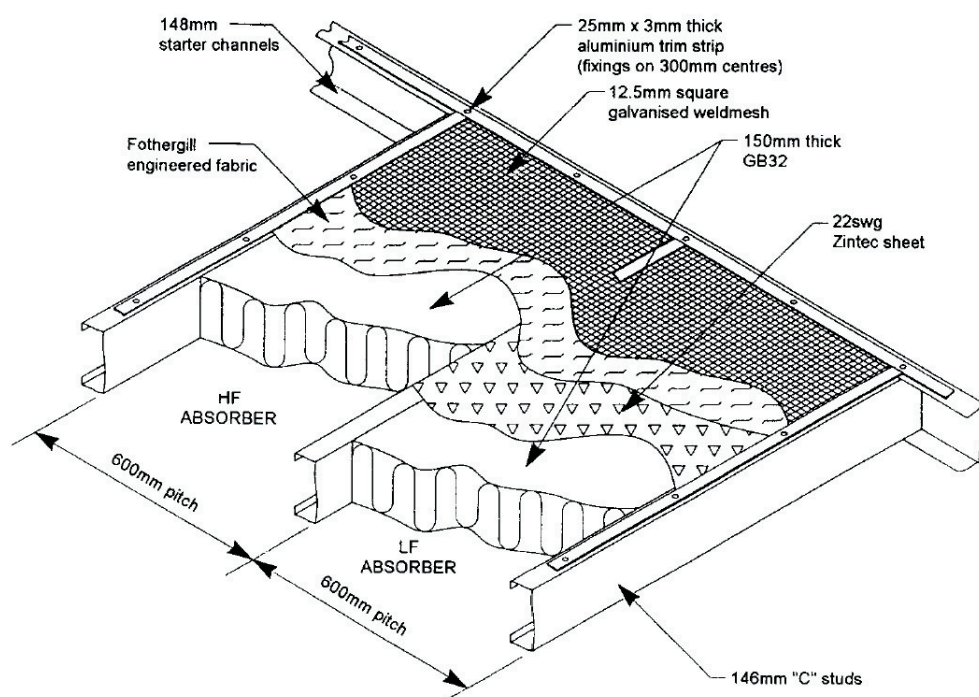 148mm
starter channels
25mm x 3mm thick
aluminium trim strip
(fixings on 300mm centres)
12.5mm square
galvanised weldmesh
Fothergill
engineered fabric
150mm thick
GB32
22swg
Zintec sheet
HF
ABSORBER
600mm pitch
LF
ABSORBER
600mm pitch
146mm "C" studs